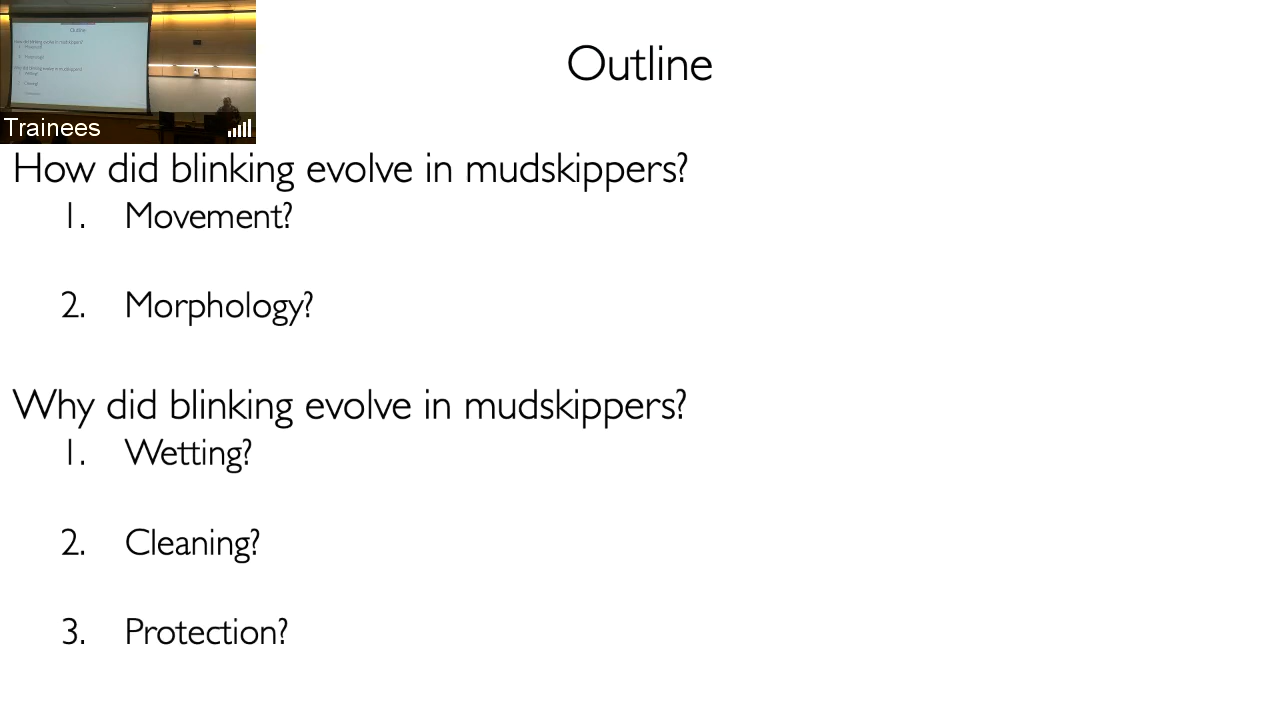 Outline
Trainees
How did blinking evolve in mudskippers?
1. Movement?
2. Morphology?
Why did blinking evolve in mudskippers?
1. Wetting?
2. Cleaning?
3. Protection?